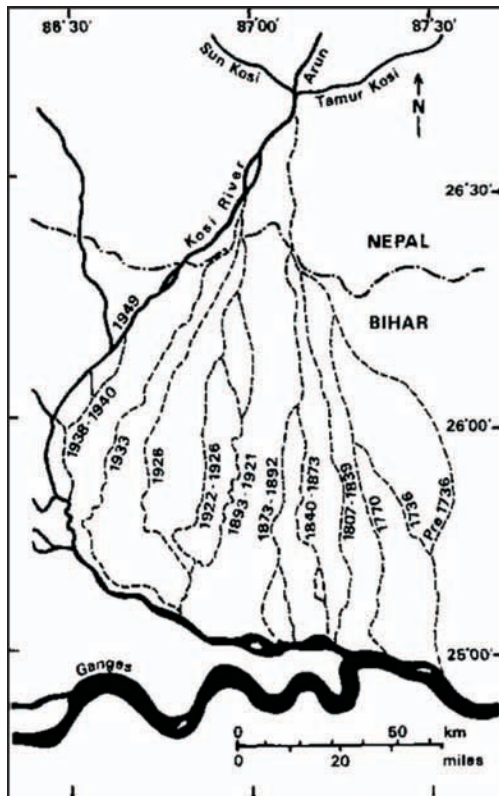 86°30'
87°00'
87°30'
Sun Kosi
Arun
Tamur Kosi
N
Kosi River
26°30'
NEPAL
BIHAR
1949
26°00'
1938-1940
1933
1928
1922-1926
1893-1921
1873-1892
1840-1873
1807-1839
1770
1736
Pre 1736
25°00'
Ganges
0 50 km
0 20 miles